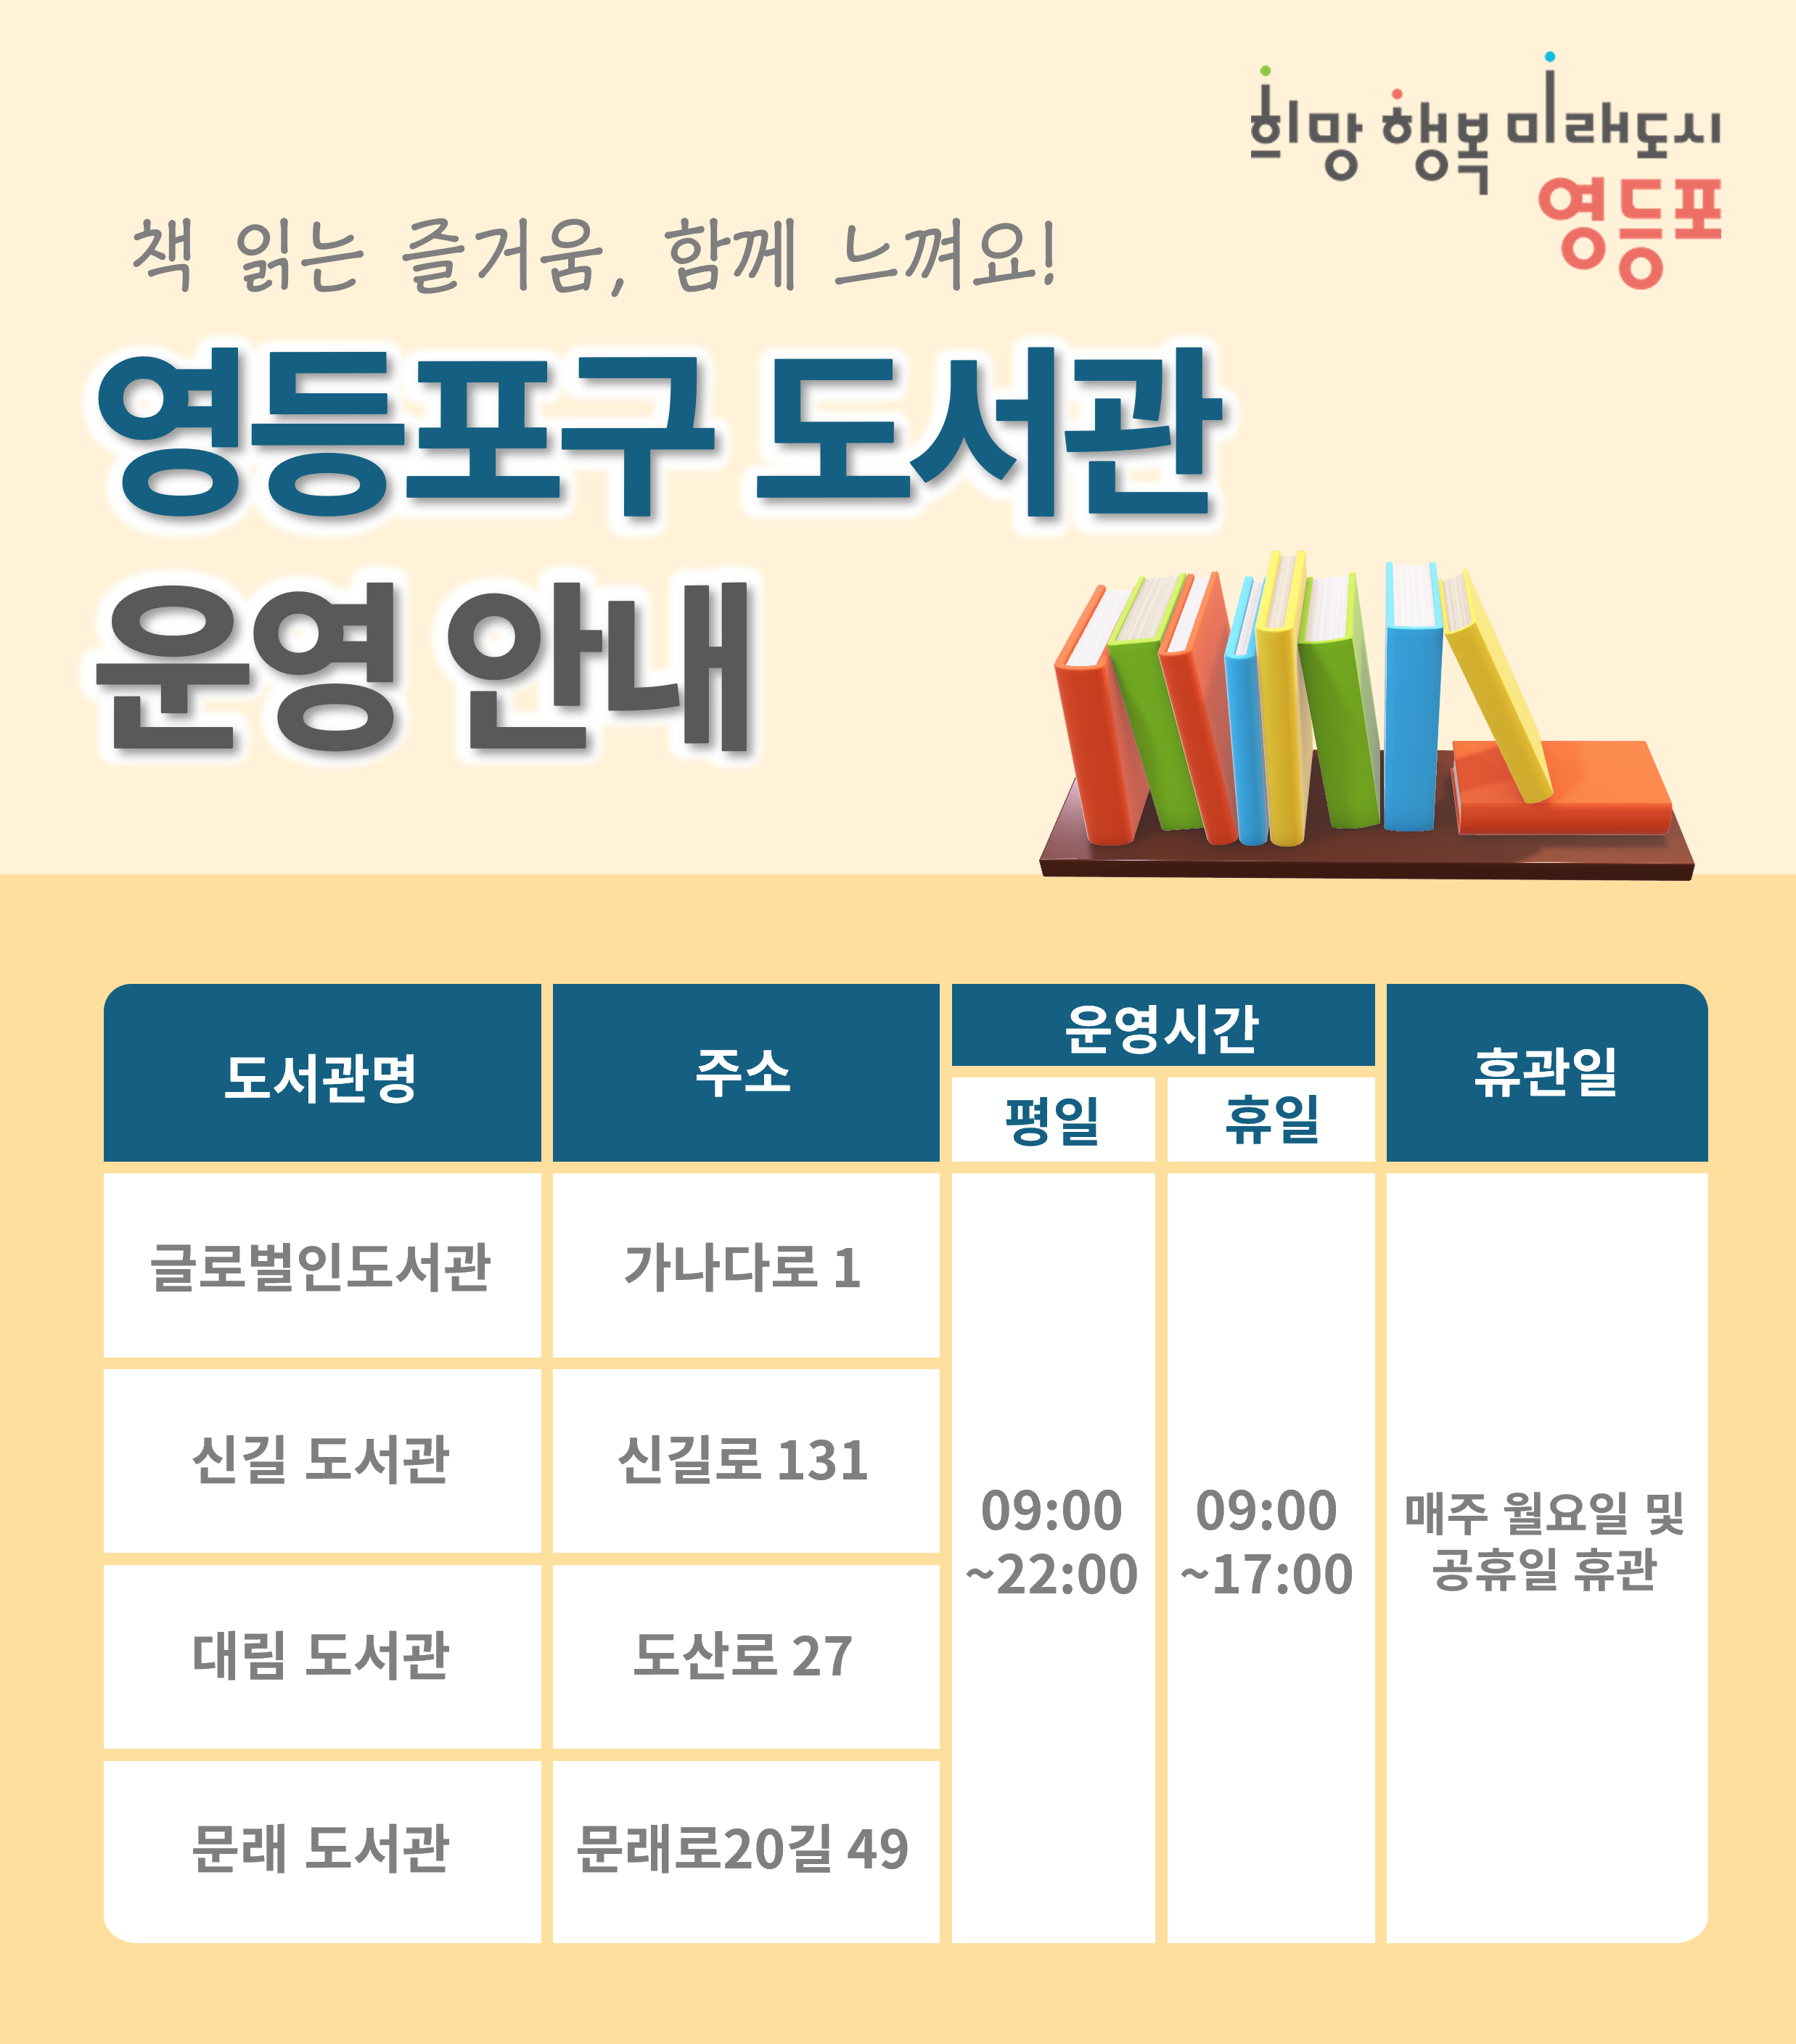 희망 행복 미래도시
영등포
책 읽는 즐거움, 함께 느껴요!
영등포구 도서관
운영 안내
도서관명
주소
운영시간
휴관일
평일
휴일
글로벌인도서관
가나다로 1
신길 도서관
신길로 131
대림 도서관
도산로 27
문래 도서관
문래로20길 49
09:00
~22:00
09:00
~17:00
매주 월요일 및
공휴일 휴관